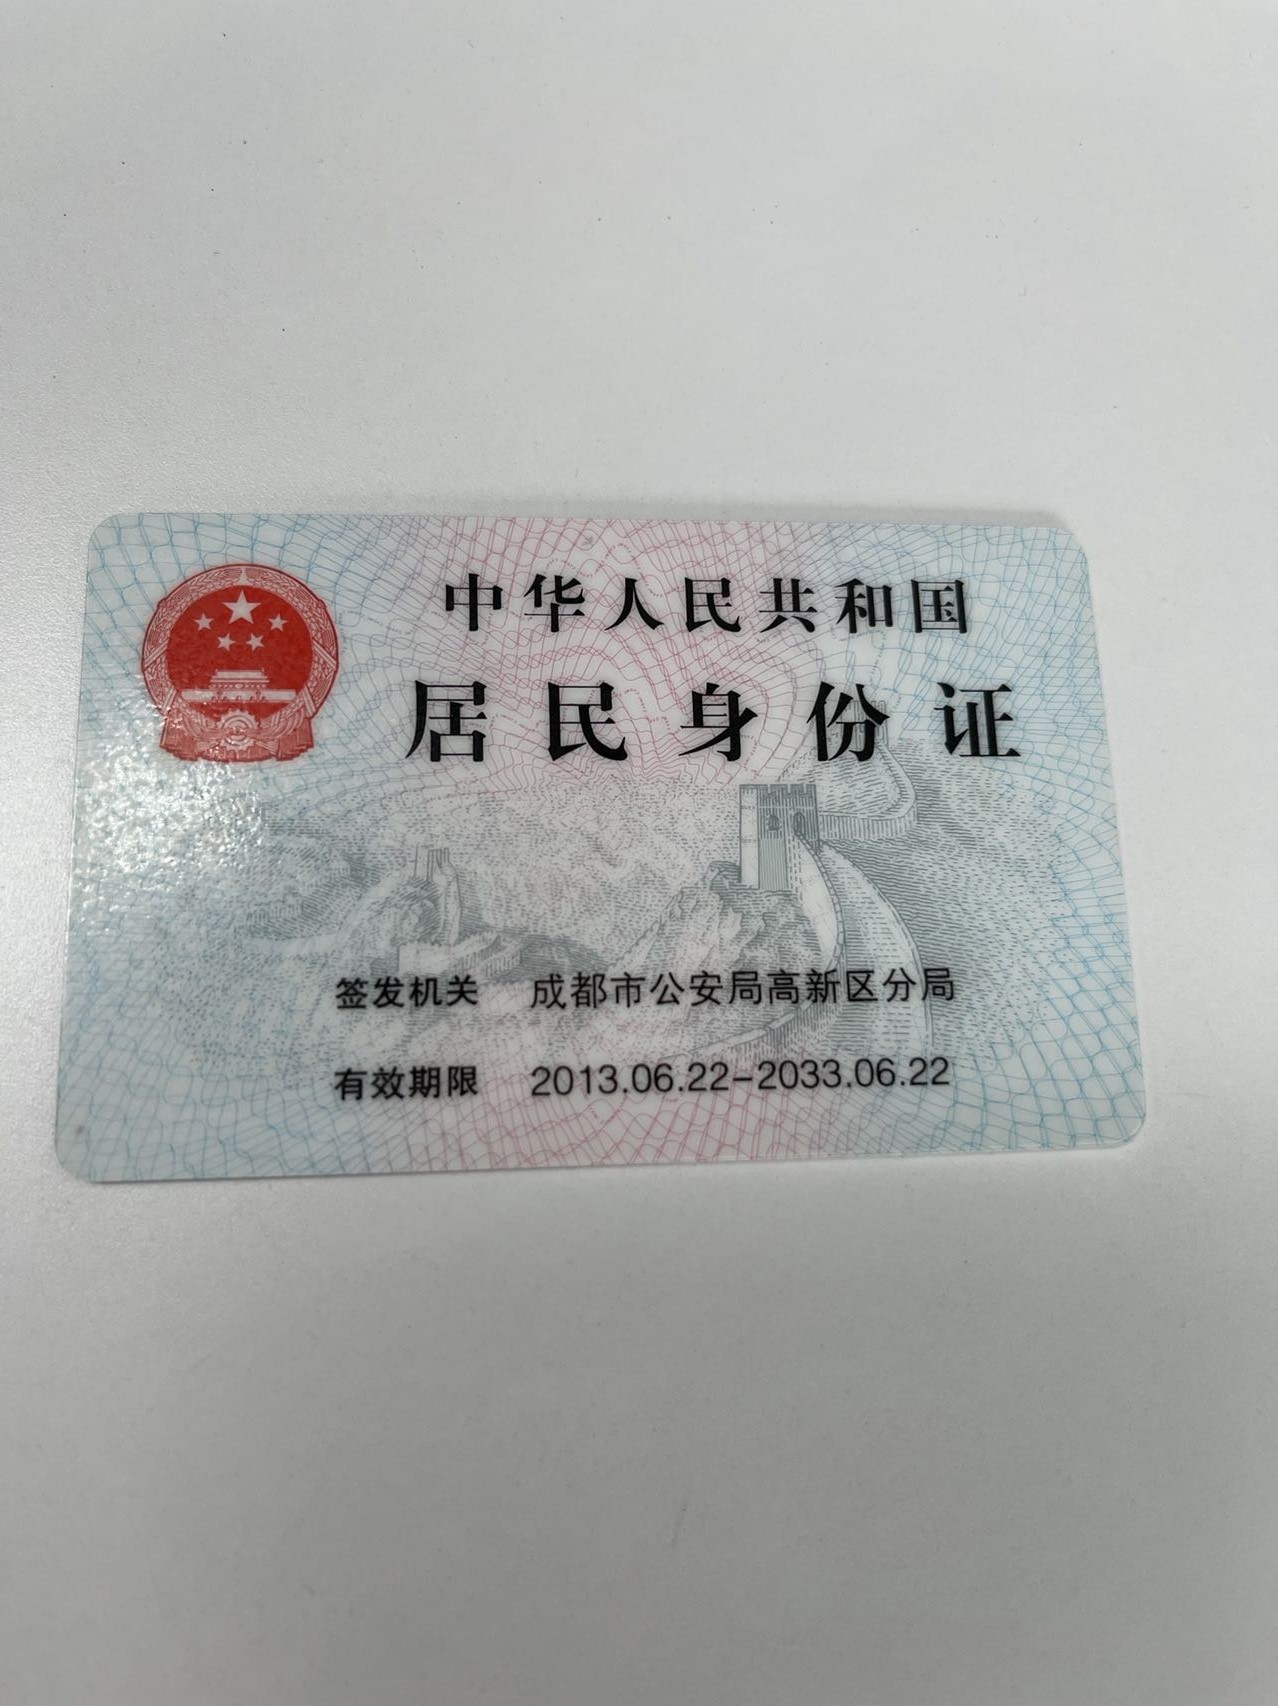 中华人民共和国
居民身份证
签发机关 成都市公安局高新区分局
有效期限 2013.06.22-2033.06.22